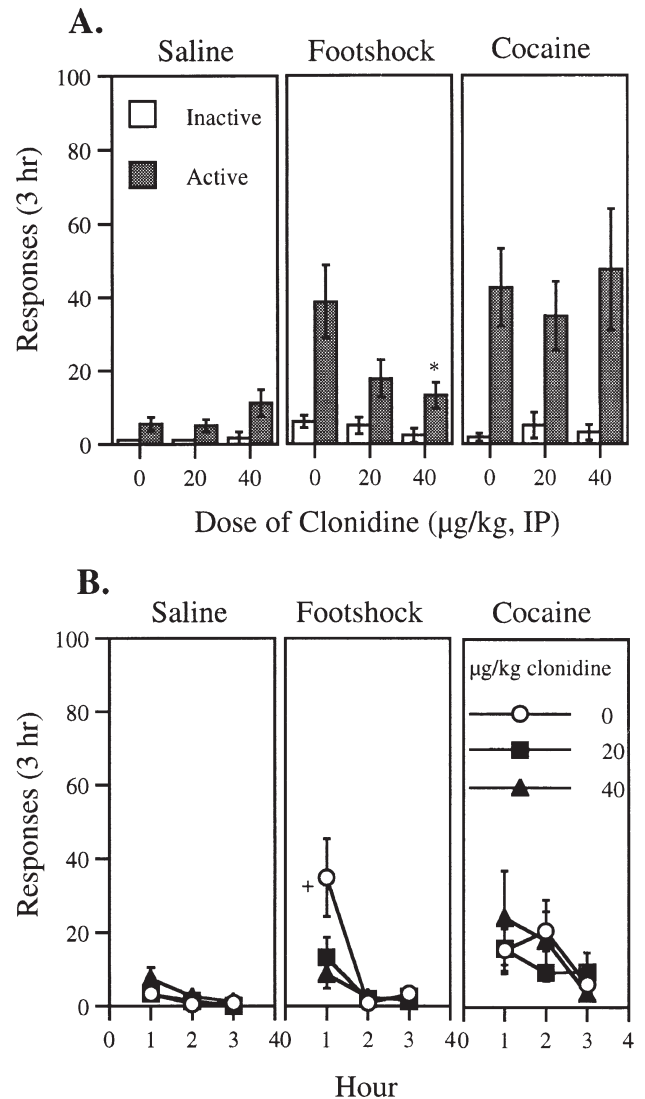 A.
Saline Footshock Cocaine
100
80
60
40
20
0
Responses (3 hr)
Inactive
Active
*
0 20 40 0 20 40 0 20 40
Dose of Clonidine (µg/kg, IP)
B.
Saline Footshock Cocaine
100
80
60
40
20
0
Responses (3 hr)
µg/kg clonidine
0
20
40
+
0 1 2 3 40 1 2 3 40 1 2 3 4
Hour